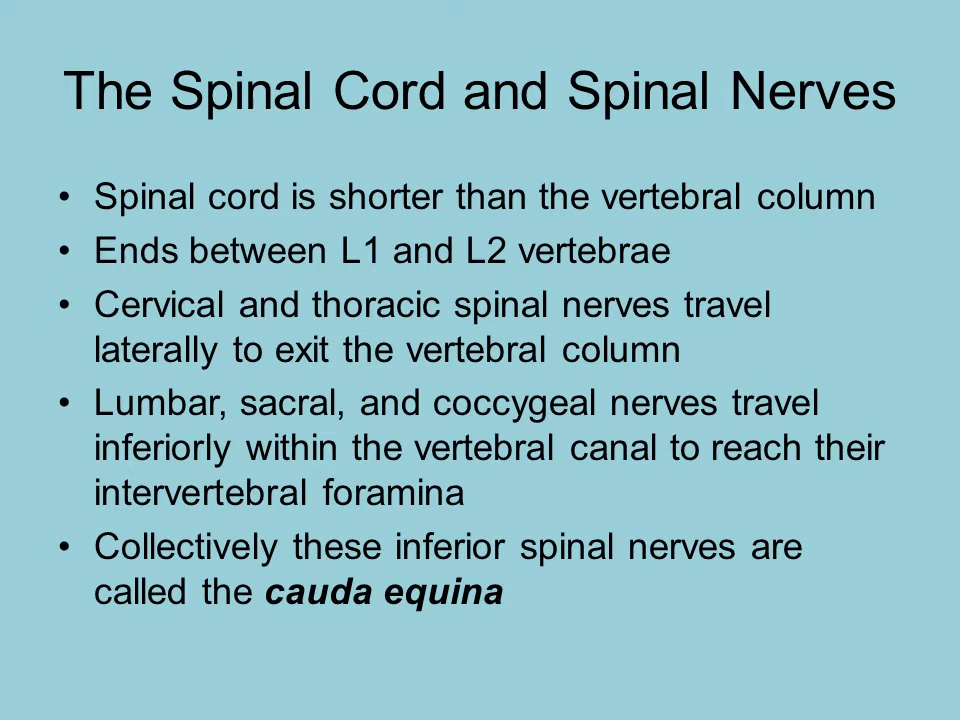 The Spinal Cord and Spinal Nerves
• Spinal cord is shorter than the vertebral column
• Ends between L1 and L2 vertebrae
• Cervical and thoracic spinal nerves travel
laterally to exit the vertebral column
• Lumbar, sacral, and coccygeal nerves travel
inferiorly within the vertebral canal to reach their
intervertebral foramina
• Collectively these inferior spinal nerves are
called the cauda equina